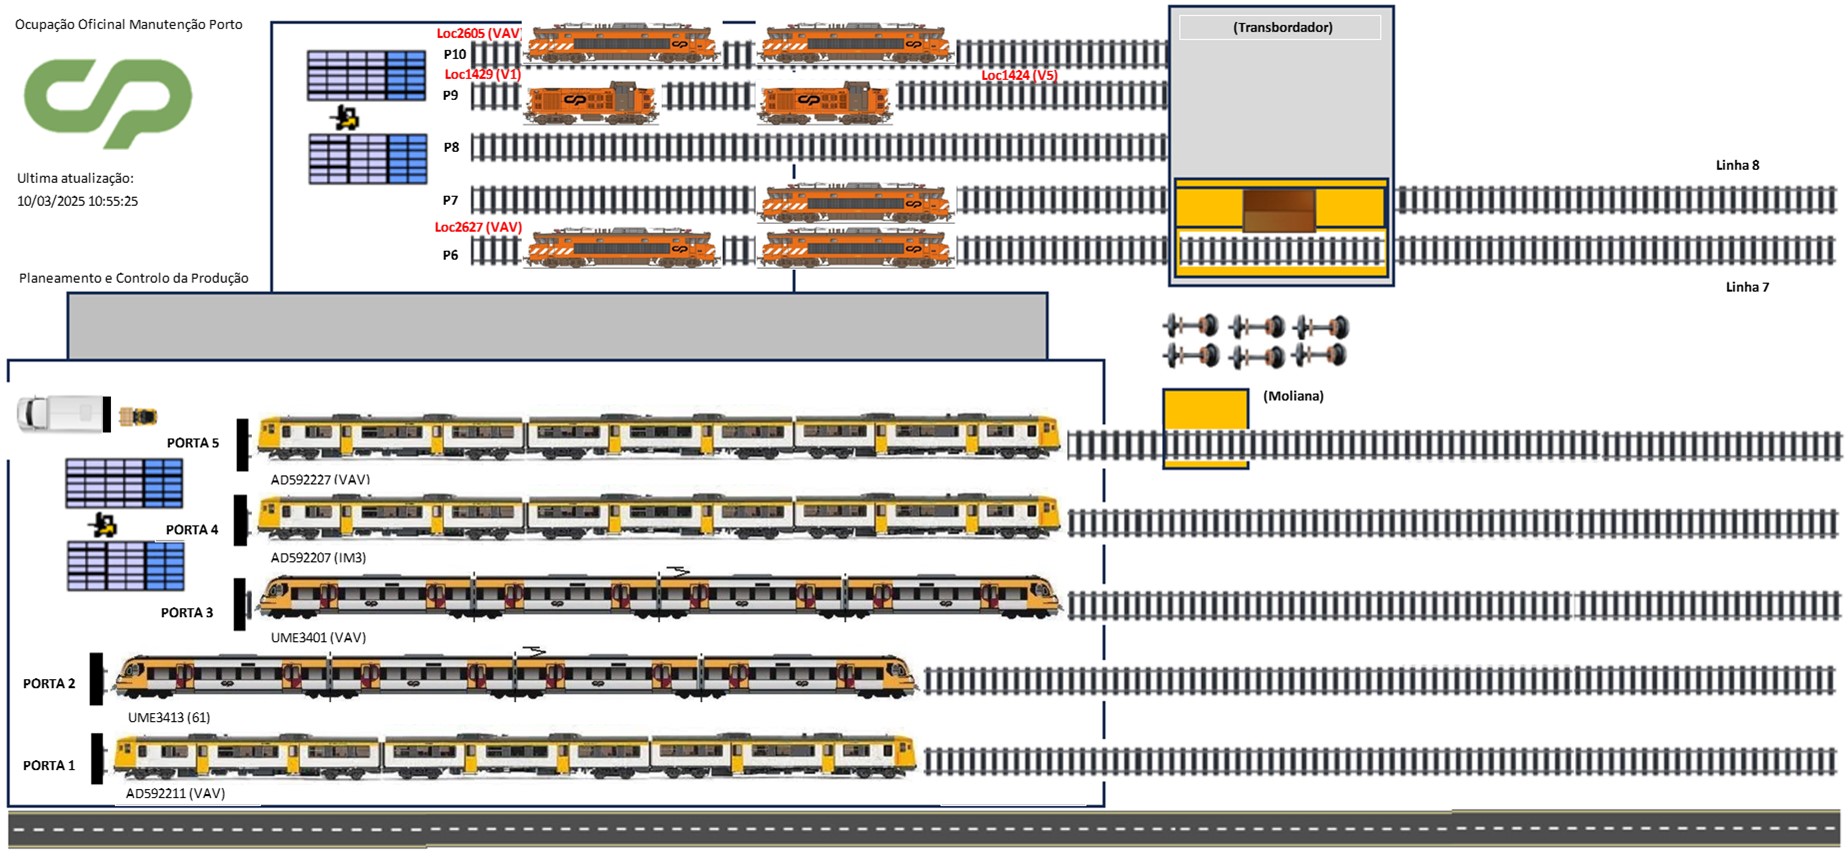 Ocupação Oficinal Manutenção Porto
Ultima atualização:
10/03/2025 10:55:25
Planeamento e Controlo da Produção
(Transbordador)
Loc2605 (VAV)
P10
Loc1429 (V1)
Loc1424 (V5)
P9
P8
P7
Loc2627 (VAV)
P6
Linha 8
Linha 7
(Moliana)
PORTA 5
AD592227 (VAV)
PORTA 4
AD592207 (IM3)
PORTA 3
UME3401 (VAV)
PORTA 2
UME3413 (61)
PORTA 1
AD592211 (VAV)